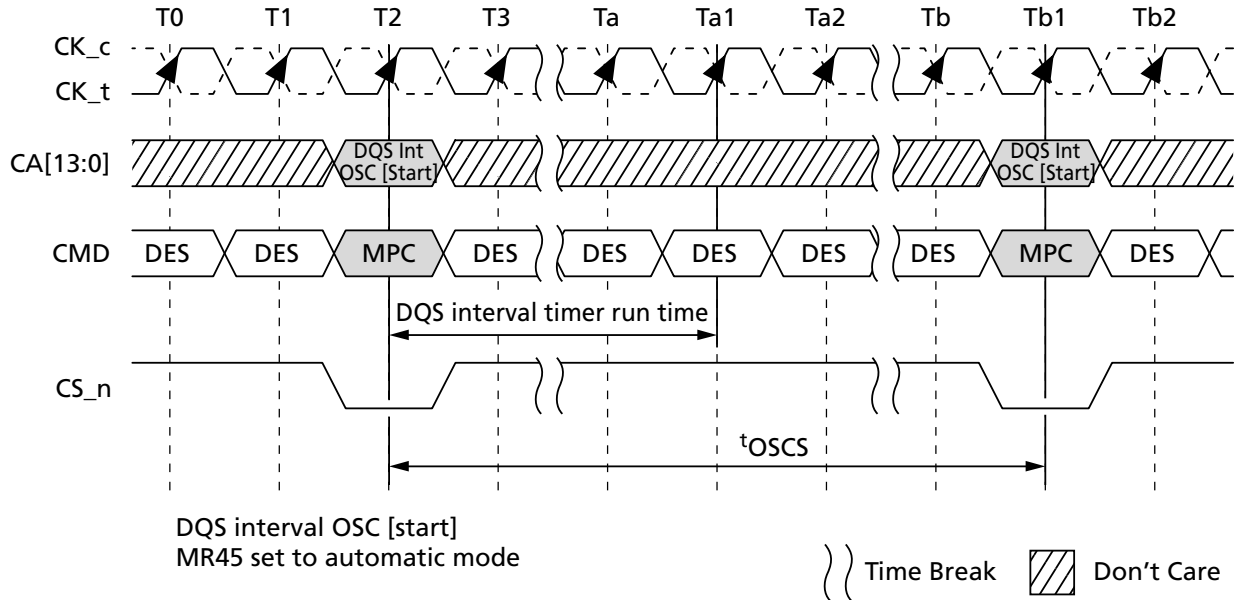 T0 T1 T2 T3 Ta Ta1 Ta2 Tb Tb1 Tb2
CK_c
CK_t
CA[13:0]
DQS Int
OSC [Start]
DQS Int
OSC [Start]
CMD DES DES MPC DES DES DES DES DES MPC DES
DQS interval timer run time
CS_n
tOSCS
DQS interval OSC [start]
MR45 set to automatic mode
Time Break Don't Care